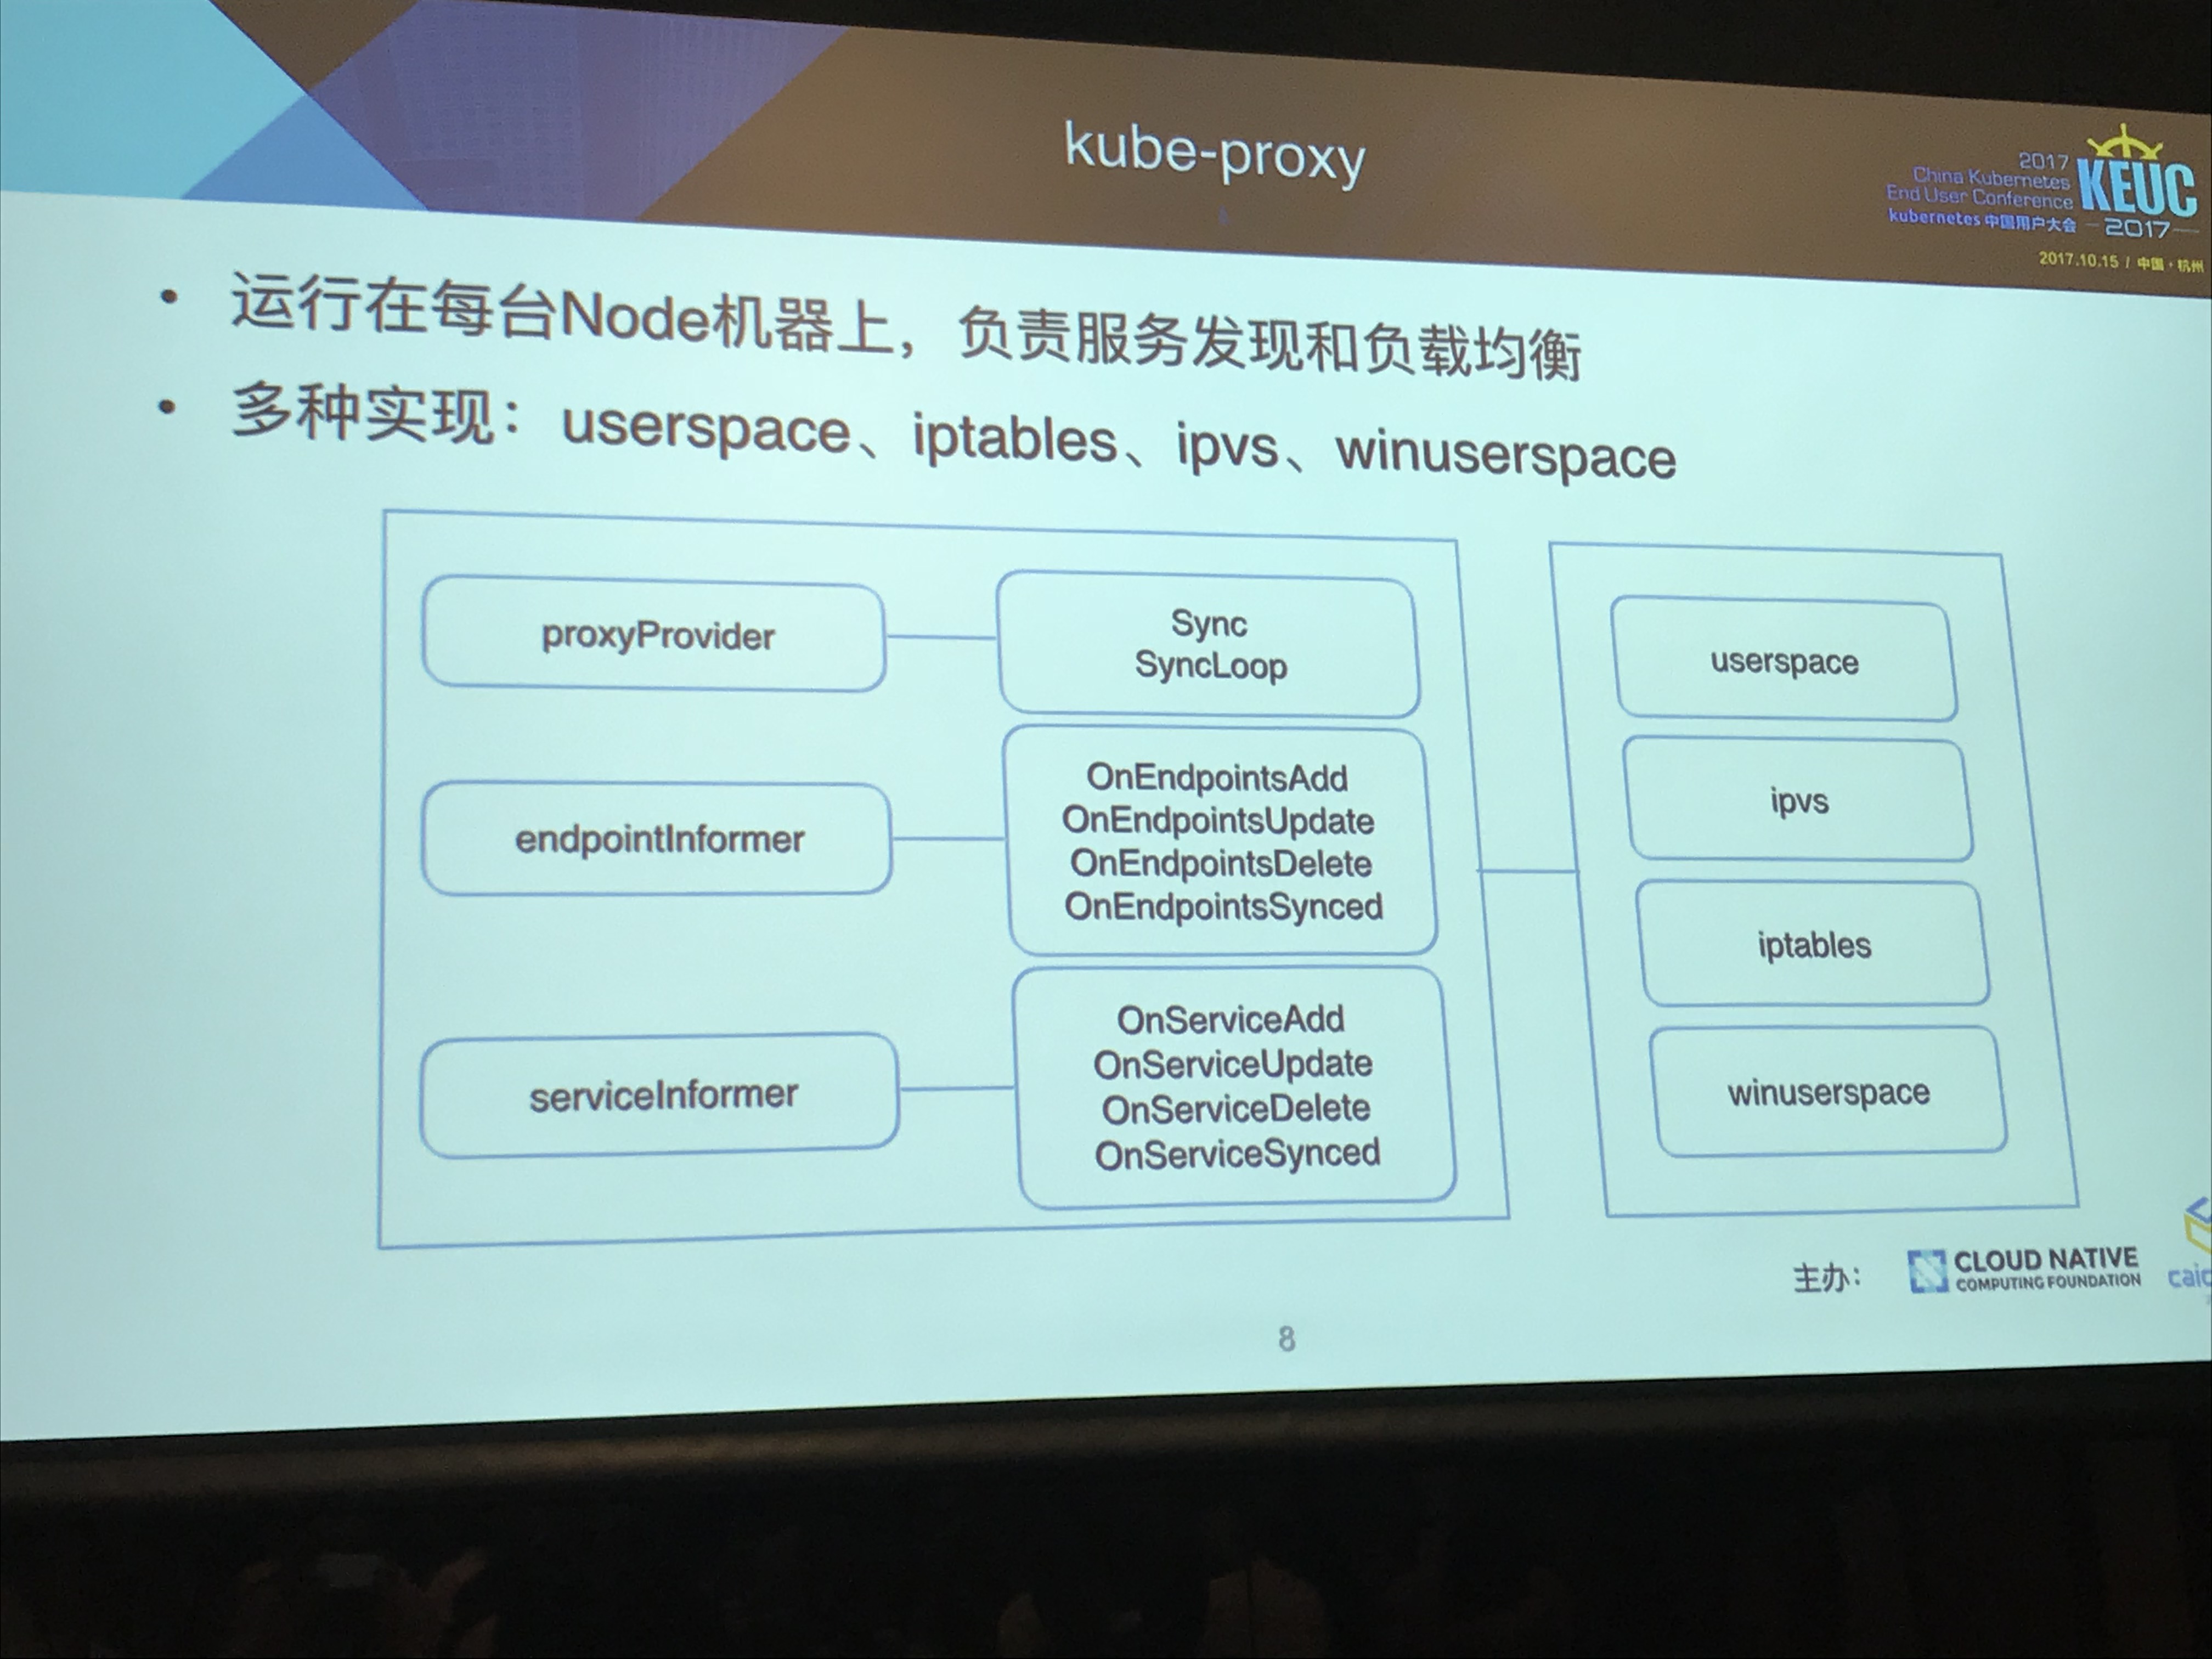 kube-proxy
2017
China Kubernetes
End User Conference
kubernetes 中国用户大会
KEUC
2017
2017.10.15 / 中国·杭州
• 运行在每台Node机器上，负责服务发现和负载均衡
• 多种实现：userspace、iptables、ipvs、winuserspace
proxyProvider
Sync
SyncLoop
endpointInformer
OnEndpointsAdd
OnEndpointsUpdate
OnEndpointsDelete
OnEndpointsSynced
serviceInformer
OnServiceAdd
OnServiceUpdate
OnServiceDelete
OnServiceSynced
userspace
ipvs
iptables
winuserspace
主办：
CLOUD NATIVE
COMPUTING FOUNDATION
8